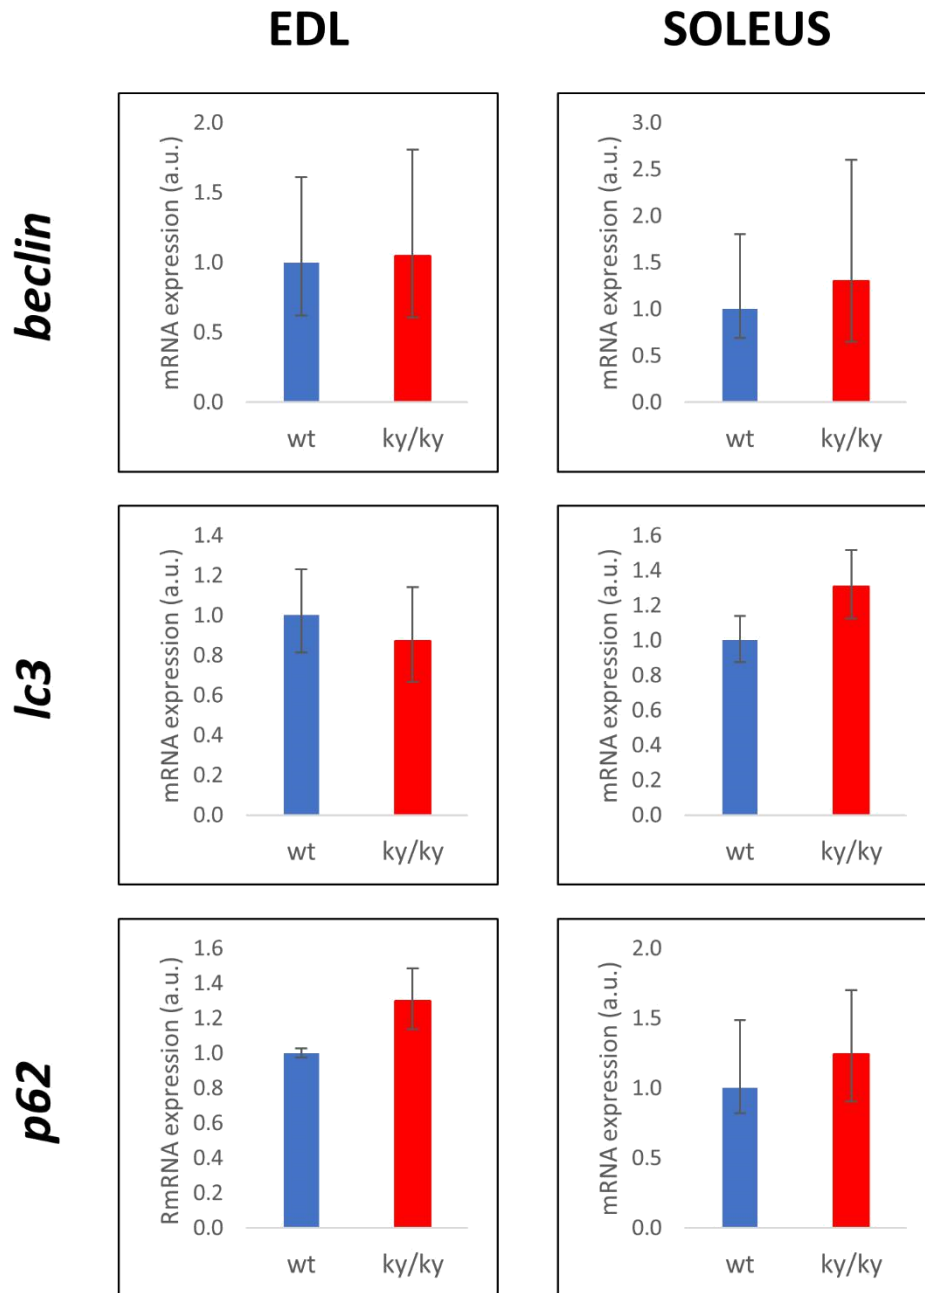 EDL
SOLEUS
beclin
mRNA expression (a.u.)
2.0
1.5
1.0
0.5
0.0
wt
ky/ky
mRNA expression (a.u.)
3.0
2.5
2.0
1.5
1.0
0.5
0.0
wt
ky/ky
lc3
mRNA expression (a.u.)
1.4
1.2
1.0
0.8
0.6
0.4
0.2
0.0
wt
ky/ky
mRNA expression (a.u.)
1.6
1.4
1.2
1.0
0.8
0.6
0.4
0.2
0.0
wt
ky/ky
p62
RmRNA expression (a.u.)
1.6
1.4
1.2
1.0
0.8
0.6
0.4
0.2
0.0
wt
ky/ky
mRNA expression (a.u.)
2.0
1.5
1.0
0.5
0.0
wt
ky/ky